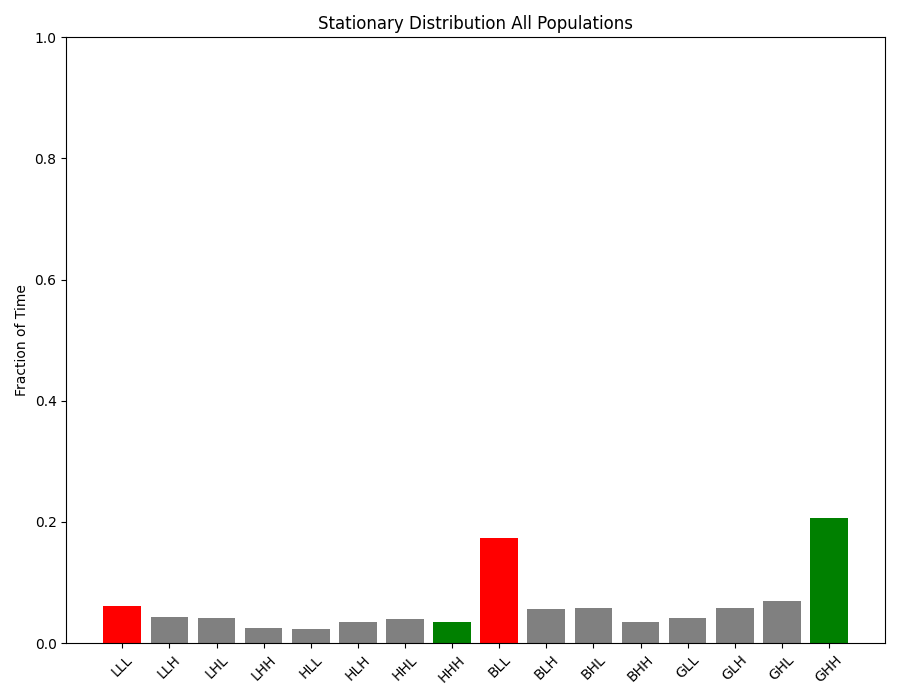 Stationary Distribution All Populations
1.0
0.8
0.6
0.4
0.2
0.0
Fraction of Time
LLL
LLH
LHL
LHH
HLL
HLH
HHL
HHH
BLL
BLH
BHL
BHH
GLL
GLH
GHL
GHH